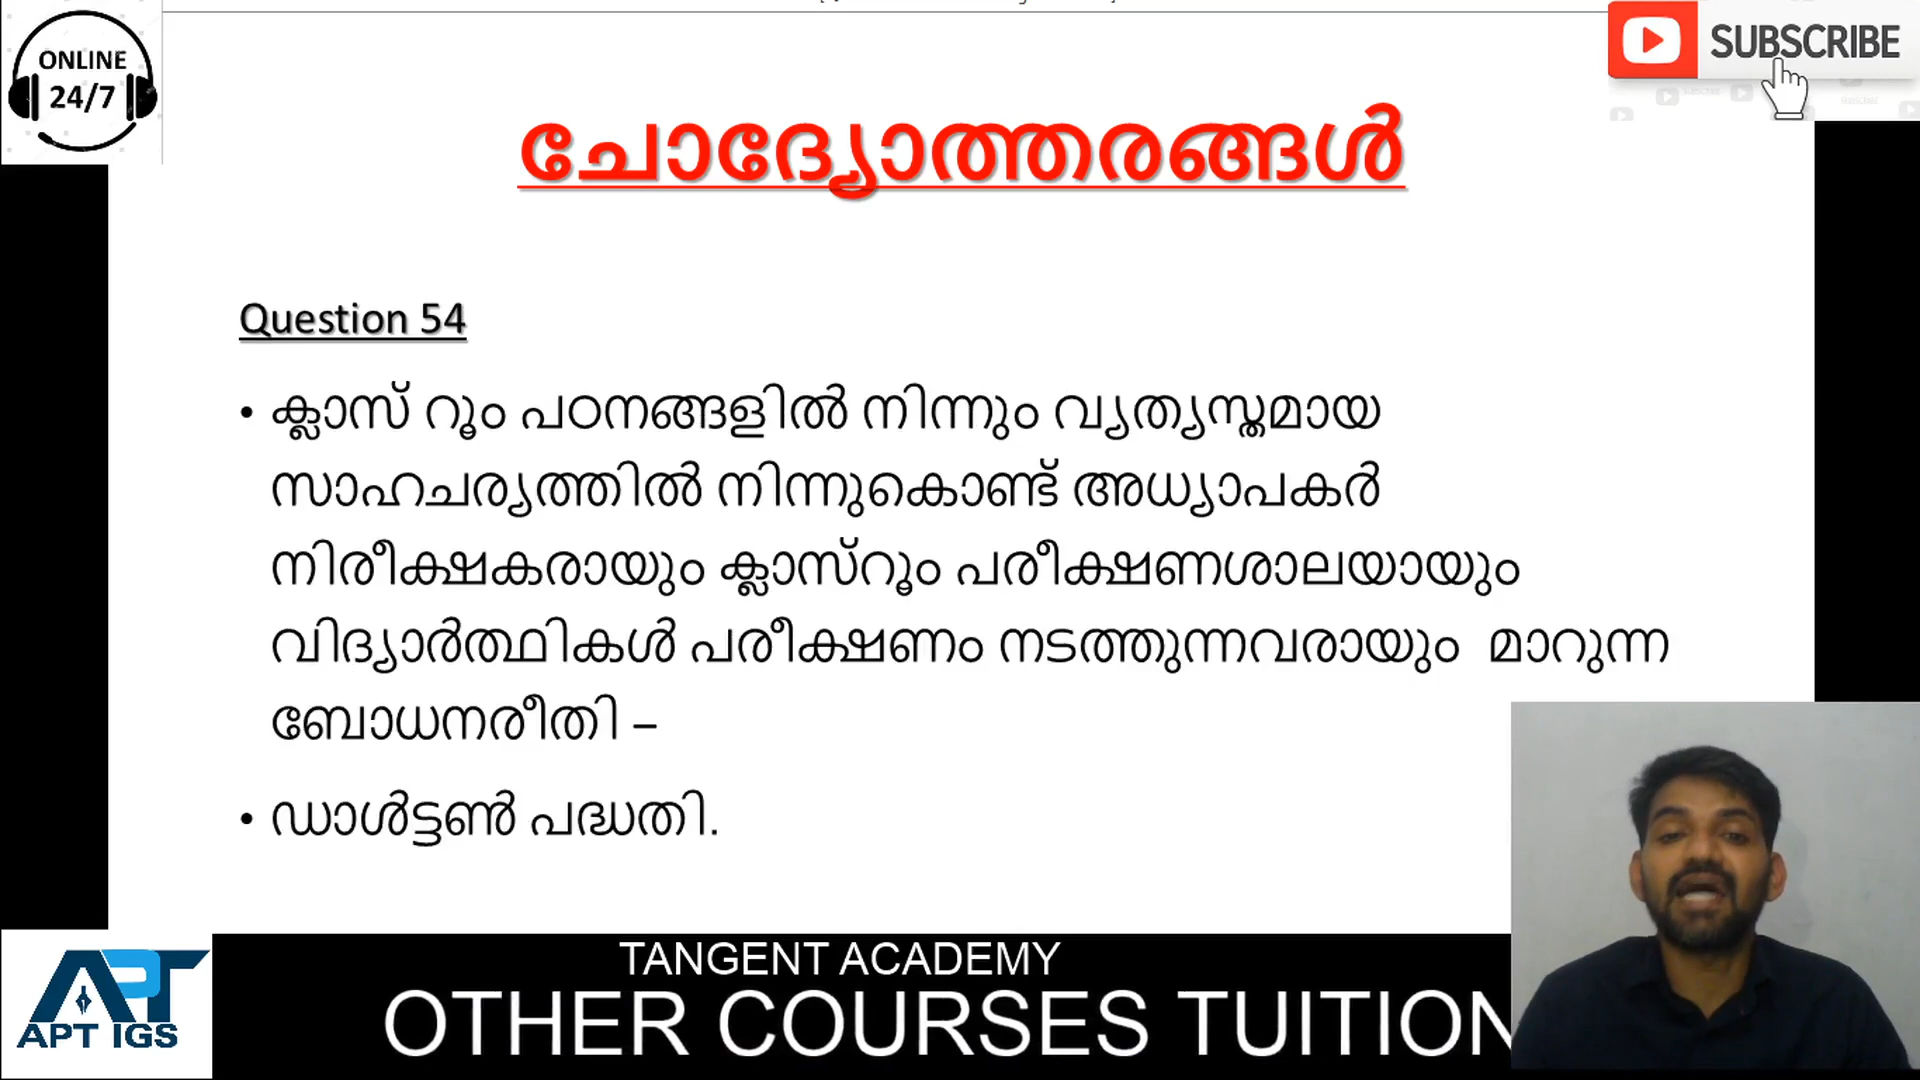 ONLINE
24/7
SUBSCRIBE
ചോദ്യോത്തരങ്ങൾ
Question 54
• ക്ലാസ് റൂം പഠനങ്ങളിൽ നിന്നും വ്യത്യസ്തമായ
സാഹചര്യത്തിൽ നിന്നുകൊണ്ട് അധ്യാപകർ
നിരീക്ഷകരായും ക്ലാസ്റൂം പരീക്ഷണശാലയായും
വിദ്യാർത്ഥികൾ പരീക്ഷണം നടത്തുന്നവരായും മാറുന്ന
ബോധനരീതി –
• ഡാൾട്ടൺ പദ്ധതി.
TANGENT ACADEMY
OTHER COURSES TUITION
APT
APT IGS